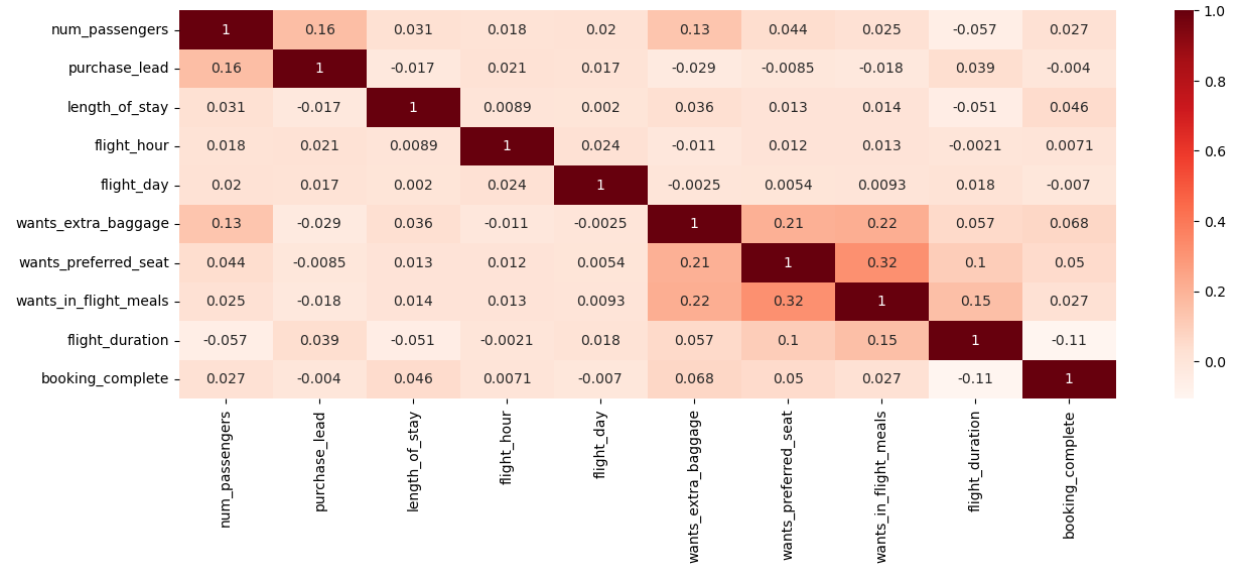 num_passengers 1 0.16 0.031 0.018 0.02 0.13 0.044 0.025 -0.057 0.027
purchase_lead 0.16 1 -0.017 0.021 0.017 -0.029 -0.0085 -0.018 0.039 -0.004
length_of_stay 0.031 -0.017 1 0.0089 0.002 0.036 0.013 0.014 -0.051 0.046
flight_hour 0.018 0.021 0.0089 1 0.024 -0.011 0.012 0.013 -0.0021 0.0071
flight_day 0.02 0.017 0.002 0.024 1 -0.0025 0.0054 0.0093 0.018 -0.007
wants_extra_baggage 0.13 -0.029 0.036 -0.011 -0.0025 1 0.21 0.22 0.057 0.068
wants_preferred_seat 0.044 -0.0085 0.013 0.012 0.0054 0.21 1 0.32 0.1 0.05
wants_in_flight_meals 0.025 -0.018 0.014 0.013 0.0093 0.22 0.32 1 0.15 0.027
flight_duration -0.057 0.039 -0.051 -0.0021 0.018 0.057 0.1 0.15 1 -0.11
booking_complete 0.027 -0.004 0.046 0.0071 -0.007 0.068 0.05 0.027 -0.11 1
num_passengers
purchase_lead
length_of_stay
flight_hour
flight_day
wants_extra_baggage
wants_preferred_seat
wants_in_flight_meals
flight_duration
booking_complete
1.0
0.8
0.6
0.4
0.2
0.0